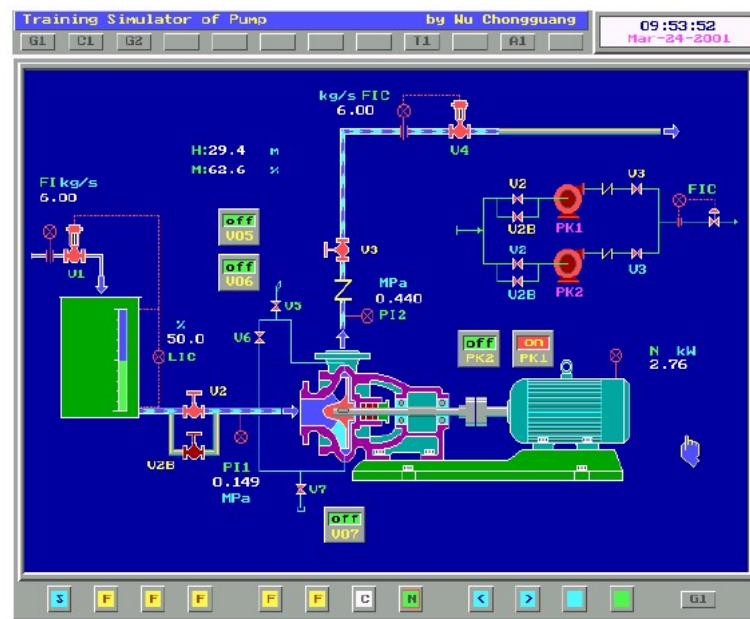 Training Simulator of Pump by Wu Chongguang
09:53:52
Mar-24-2001
G1 C1 G2 T1 A1
kg/s FIC
6.00
V4
H:29.4 M
M:62.6 %
FI kg/s
6.00
V1
off
V05
off
V06
V3
V2 V3 FIC
V2B PK1
V2 V3
V2B PK2
MPa
0.440
PI2
V5
V6
%
50.0
LIC
off
PK2
on
PK1
N kW
2.76
V2
V2B
PI1
0.149
MPa
V7
off
V07
F F F F F C N < > G1